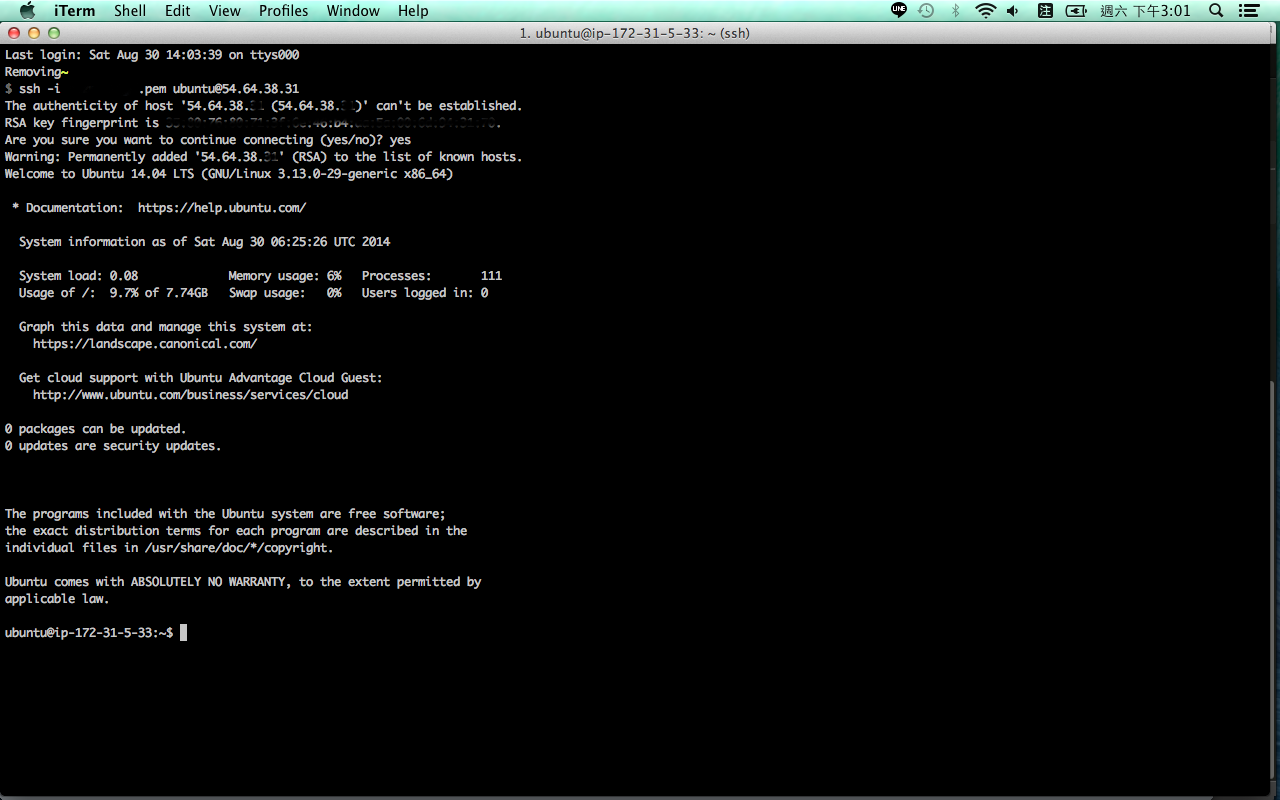 iTerm Shell Edit View Profiles Window Help LINE 注 週六 下午3:01
1. ubuntu@ip-172-31-5-33: ~ (ssh)
Last login: Sat Aug 30 14:03:39 on ttys000
Removing~
$ ssh -i .pem ubuntu@54.64.38.31
The authenticity of host '54.64.38. (54.64.38. )' can't be established.
RSA key fingerprint is
Are you sure you want to continue connecting (yes/no)? yes
Warning: Permanently added '54.64.38. ' (RSA) to the list of known hosts.
Welcome to Ubuntu 14.04 LTS (GNU/Linux 3.13.0-29-generic x86_64)
* Documentation: https://help.ubuntu.com/
System information as of Sat Aug 30 06:25:26 UTC 2014
System load: 0.08 Memory usage: 6% Processes: 111
Usage of /: 9.7% of 7.74GB Swap usage: 0% Users logged in: 0
Graph this data and manage this system at:
https://landscape.canonical.com/
Get cloud support with Ubuntu Advantage Cloud Guest:
http://www.ubuntu.com/business/services/cloud
0 packages can be updated.
0 updates are security updates.
The programs included with the Ubuntu system are free software;
the exact distribution terms for each program are described in the
individual files in /usr/share/doc/*/copyright.
Ubuntu comes with ABSOLUTELY NO WARRANTY, to the extent permitted by
applicable law.
ubuntu@ip-172-31-5-33:~$